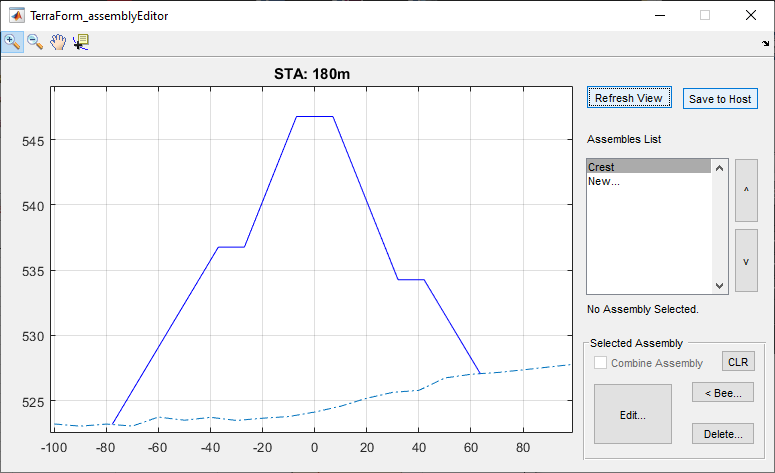 TerraForm_assemblyEditor
STA: 180m
545
540
535
530
525
-100
-80
-60
-40
-20
0
20
40
60
80
Refresh View
Save to Host
Assembles List
Crest
New...
^
v
No Assembly Selected.
Selected Assembly
Combine Assembly
CLR
Edit...
< Bee...
Delete...